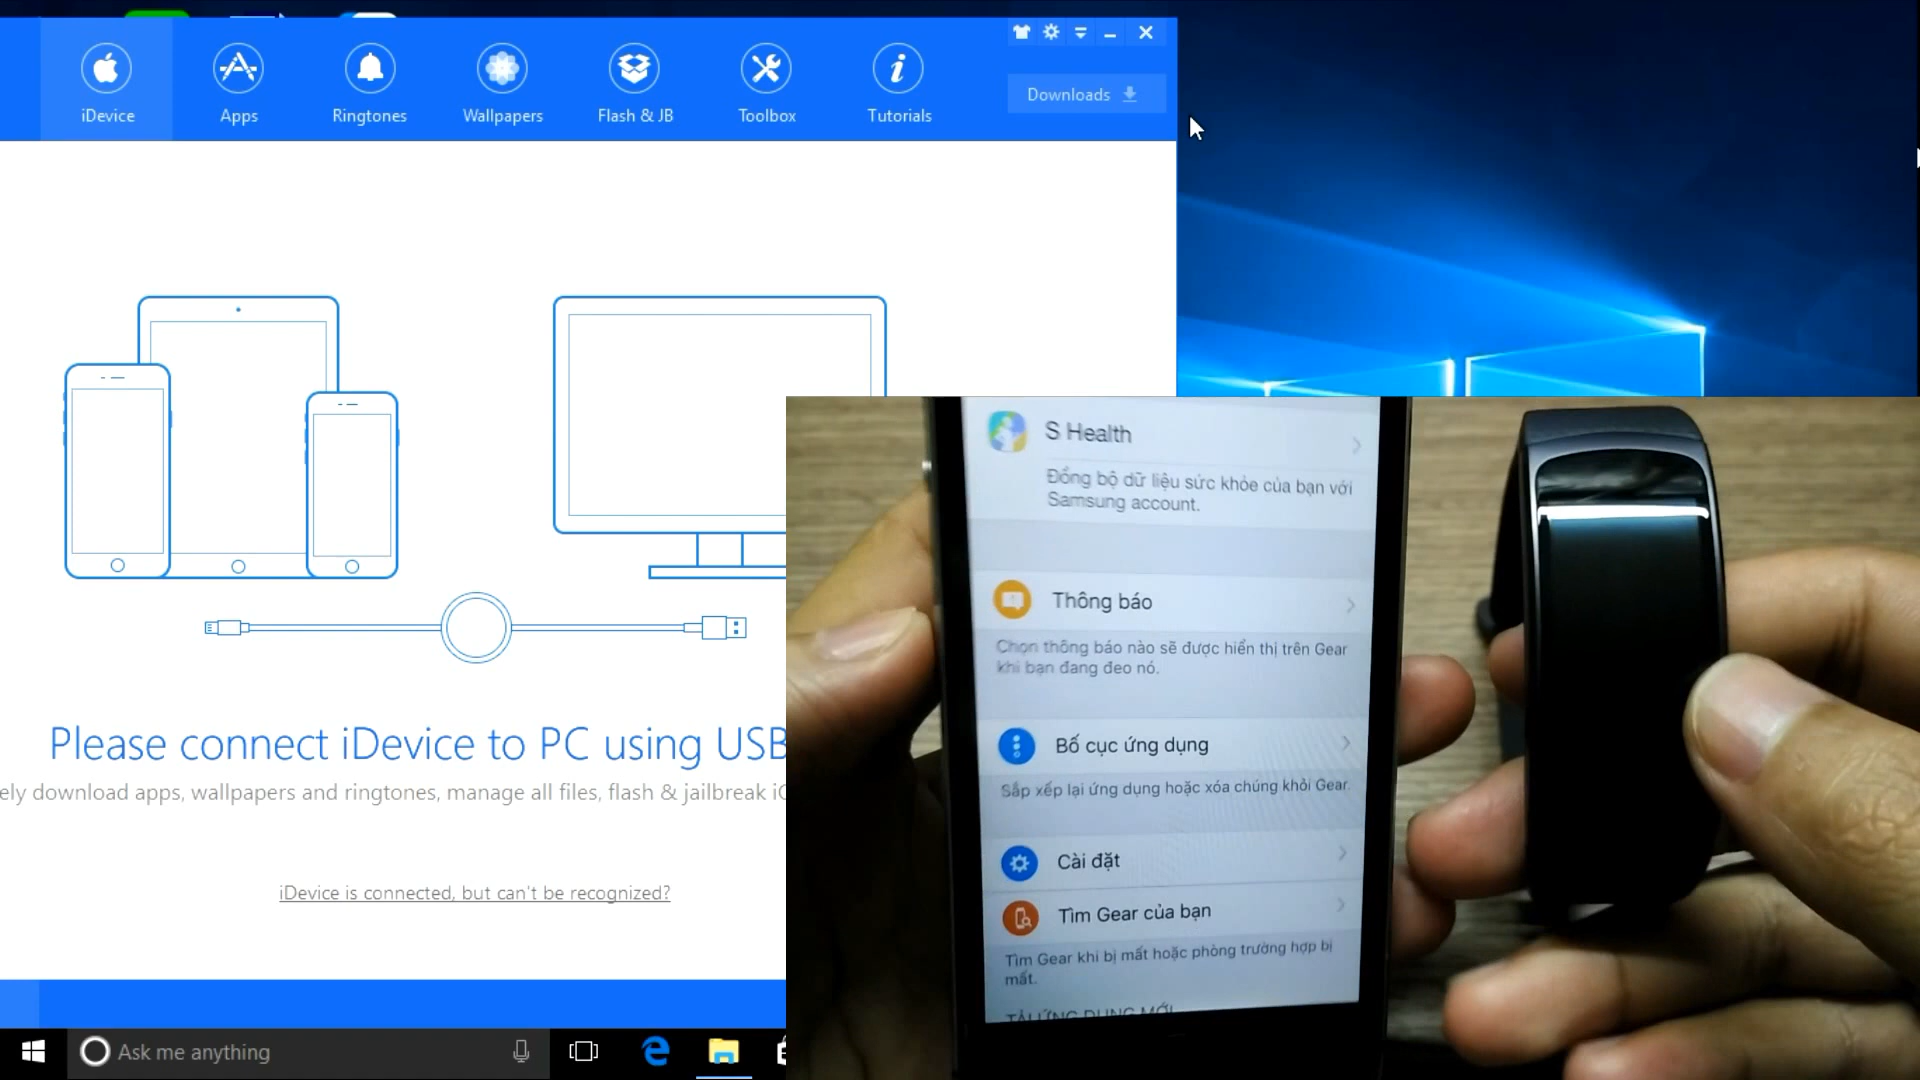 iDevice
Apps
Ringtones
Wallpapers
Flash & JB
Toolbox
Tutorials
Downloads
Please connect iDevice to PC using USB
ely download apps, wallpapers and ringtones, manage all files, flash & jailbreak iD
iDevice is connected, but can't be recognized?
Ask me anything
S Health
Đồng bộ dữ liệu sức khỏe của bạn với
Samsung account.
Thông báo
Chọn thông báo nào sẽ được hiển thị trên Gear
khi bạn đang đeo nó.
Bố cục ứng dụng
Sắp xếp lại ứng dụng hoặc xóa chúng khỏi Gear.
Cài đặt
Tìm Gear của bạn
Tìm Gear khi bị mất hoặc phòng trường hợp bị
mất.
TẢI ỨNG DỤNG MỚI